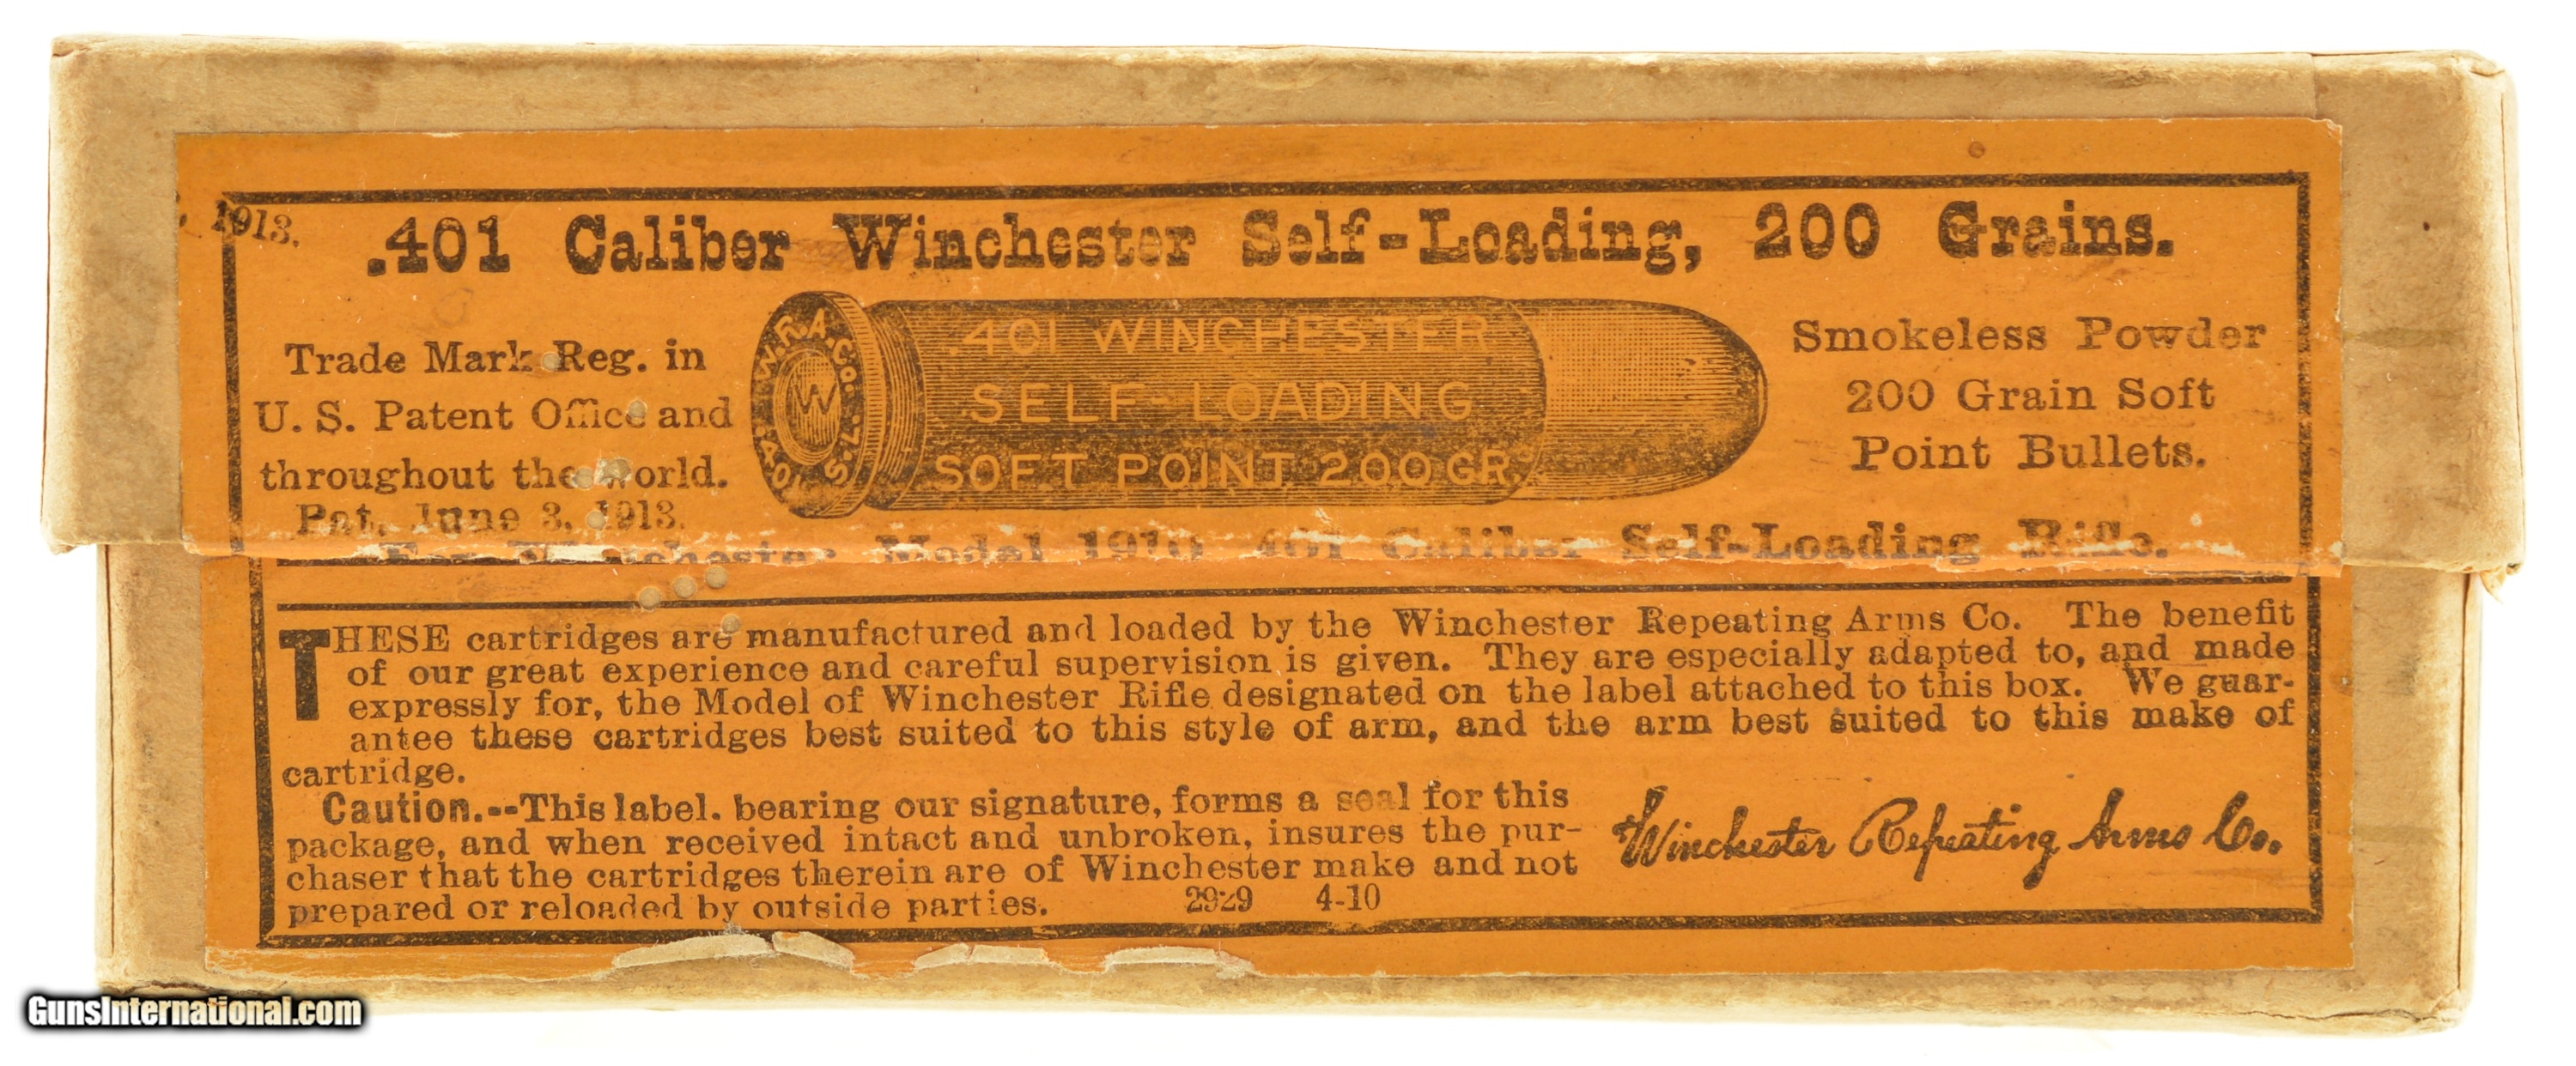 1913.
.401 Caliber Winchester Self-Loading, 200 Grains.
Trade Mark Reg. in
U. S. Patent Office and
throughout the World.
Pat. June 3, 1913.
W.R.A.Co.
W
.401 S.L.
401 WINCHESTER
SELF-LOADING
SOFT POINT 200 GR.
Smokeless Powder
200 Grain Soft
Point Bullets.
For Winchester Model 1910 .401 Caliber Self-Loading Rifle.
THESE cartridges are manufactured and loaded by the Winchester Repeating Arms Co. The benefit
of our great experience and careful supervision is given. They are especially adapted to, and made
expressly for, the Model of Winchester Rifle designated on the label attached to this box. We guar-
antee these cartridges best suited to this style of arm, and the arm best suited to this make of
cartridge.
Caution.--This label. bearing our signature, forms a seal for this
package, and when received intact and unbroken, insures the pur-
chaser that the cartridges therein are of Winchester make and not
prepared or reloaded by outside parties. 2929 4-10
Winchester Repeating Arms Co.
GunsInternational.com